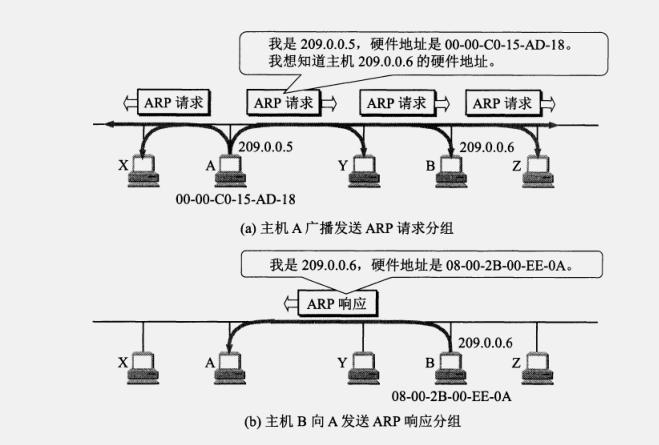 我是 209.0.0.5，硬件地址是 00-00-C0-15-AD-18。
我想知道主机 209.0.0.6 的硬件地址。
ARP 请求
ARP 请求
ARP 请求
ARP 请求
209.0.0.5
209.0.0.6
X
A
Y
B
Z
00-00-C0-15-AD-18
(a) 主机 A 广播发送 ARP 请求分组
我是 209.0.0.6，硬件地址是 08-00-2B-00-EE-0A。
ARP 响应
209.0.0.6
X
A
Y
B
Z
08-00-2B-00-EE-0A
(b) 主机 B 向 A 发送 ARP 响应分组